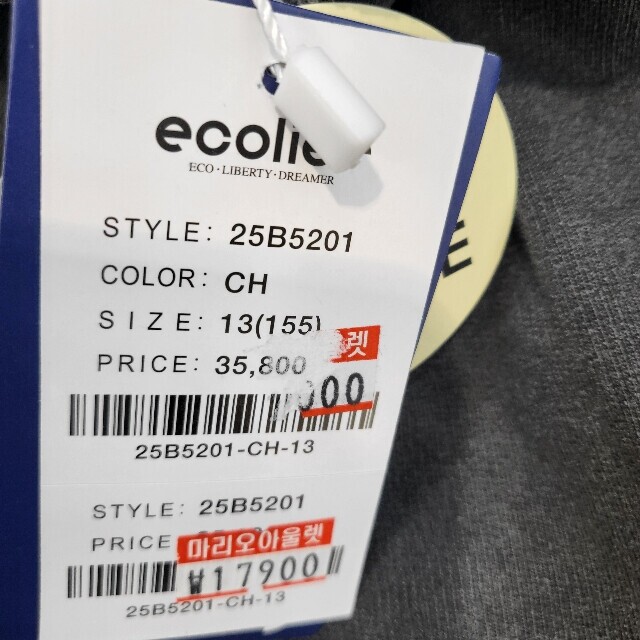 ECO·LIBERTY·DREAMER
STYLE: 25B5201
COLOR: CH
SIZE: 13(155)
PRICE: 35,800
000
25B5201-CH-13
STYLE: 25B5201
PRICE
마리오아울렛
₩17900
25B5201-CH-13